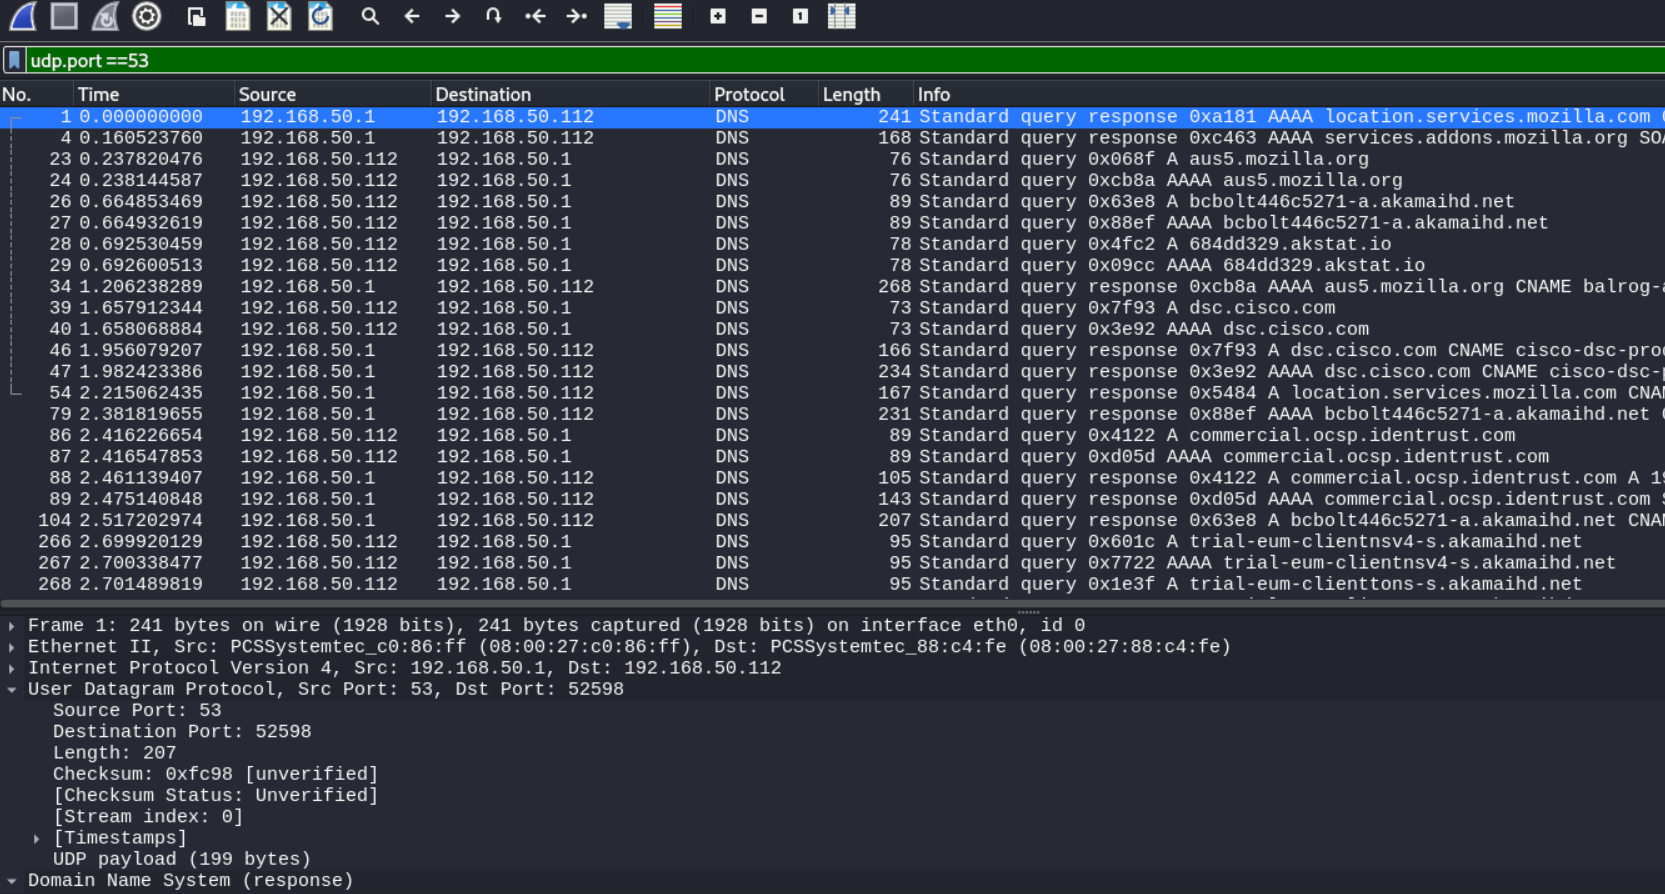 udp.port ==53
No. Time Source Destination Protocol Length Info
1 0.000000000 192.168.50.1 192.168.50.112 DNS 241 Standard query response 0xa181 AAAA location.services.mozilla.com
4 0.160523760 192.168.50.1 192.168.50.112 DNS 168 Standard query response 0xc463 AAAA services.addons.mozilla.org SOA
23 0.237820476 192.168.50.112 192.168.50.1 DNS 76 Standard query 0x068f A aus5.mozilla.org
24 0.238144587 192.168.50.112 192.168.50.1 DNS 76 Standard query 0xcb8a AAAA aus5.mozilla.org
26 0.664853469 192.168.50.112 192.168.50.1 DNS 89 Standard query 0x63e8 A bcbolt446c5271-a.akamaihd.net
27 0.664932619 192.168.50.112 192.168.50.1 DNS 89 Standard query 0x88ef AAAA bcbolt446c5271-a.akamaihd.net
28 0.692530459 192.168.50.112 192.168.50.1 DNS 78 Standard query 0x4fc2 A 684dd329.akstat.io
29 0.692600513 192.168.50.112 192.168.50.1 DNS 78 Standard query 0x09cc AAAA 684dd329.akstat.io
34 1.206238289 192.168.50.1 192.168.50.112 DNS 268 Standard query response 0xcb8a AAAA aus5.mozilla.org CNAME balrog-
39 1.657912344 192.168.50.112 192.168.50.1 DNS 73 Standard query 0x7f93 A dsc.cisco.com
40 1.658068884 192.168.50.112 192.168.50.1 DNS 73 Standard query 0x3e92 AAAA dsc.cisco.com
46 1.956079207 192.168.50.1 192.168.50.112 DNS 166 Standard query response 0x7f93 A dsc.cisco.com CNAME cisco-dsc-pro
47 1.982423386 192.168.50.1 192.168.50.112 DNS 234 Standard query response 0x3e92 AAAA dsc.cisco.com CNAME cisco-dsc-
54 2.215062435 192.168.50.1 192.168.50.112 DNS 167 Standard query response 0x5484 A location.services.mozilla.com CNA
79 2.381819655 192.168.50.1 192.168.50.112 DNS 231 Standard query response 0x88ef AAAA bcbolt446c5271-a.akamaihd.net
86 2.416226654 192.168.50.112 192.168.50.1 DNS 89 Standard query 0x4122 A commercial.ocsp.identrust.com
87 2.416547853 192.168.50.112 192.168.50.1 DNS 89 Standard query 0xd05d AAAA commercial.ocsp.identrust.com
88 2.461139407 192.168.50.1 192.168.50.112 DNS 105 Standard query response 0x4122 A commercial.ocsp.identrust.com A 19
89 2.475140848 192.168.50.1 192.168.50.112 DNS 143 Standard query response 0xd05d AAAA commercial.ocsp.identrust.com
104 2.517202974 192.168.50.1 192.168.50.112 DNS 207 Standard query response 0x63e8 A bcbolt446c5271-a.akamaihd.net CNA
266 2.699920129 192.168.50.112 192.168.50.1 DNS 95 Standard query 0x601c A trial-eum-clientnsv4-s.akamaihd.net
267 2.700338477 192.168.50.112 192.168.50.1 DNS 95 Standard query 0x7722 AAAA trial-eum-clientnsv4-s.akamaihd.net
268 2.701489819 192.168.50.112 192.168.50.1 DNS 95 Standard query 0x1e3f A trial-eum-clienttons-s.akamaihd.net
Frame 1: 241 bytes on wire (1928 bits), 241 bytes captured (1928 bits) on interface eth0, id 0
Ethernet II, Src: PCSSystemtec_c0:86:ff (08:00:27:c0:86:ff), Dst: PCSSystemtec_88:c4:fe (08:00:27:88:c4:fe)
Internet Protocol Version 4, Src: 192.168.50.1, Dst: 192.168.50.112
User Datagram Protocol, Src Port: 53, Dst Port: 52598
Source Port: 53
Destination Port: 52598
Length: 207
Checksum: 0xfc98 [unverified]
[Checksum Status: Unverified]
[Stream index: 0]
[Timestamps]
UDP payload (199 bytes)
Domain Name System (response)